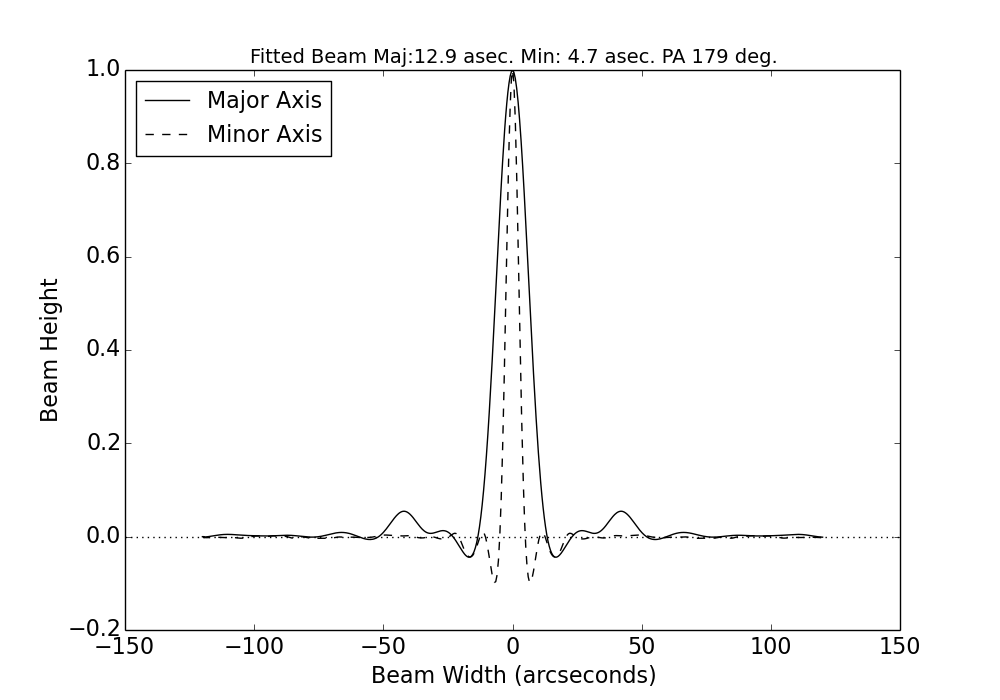 Fitted Beam Maj:12.9 asec. Min: 4.7 asec. PA 179 deg.
Major Axis
Minor Axis
1.0
0.8
0.6
0.4
0.2
0.0
−0.2
Beam Height
−150 −100 −50 0 50 100 150
Beam Width (arcseconds)